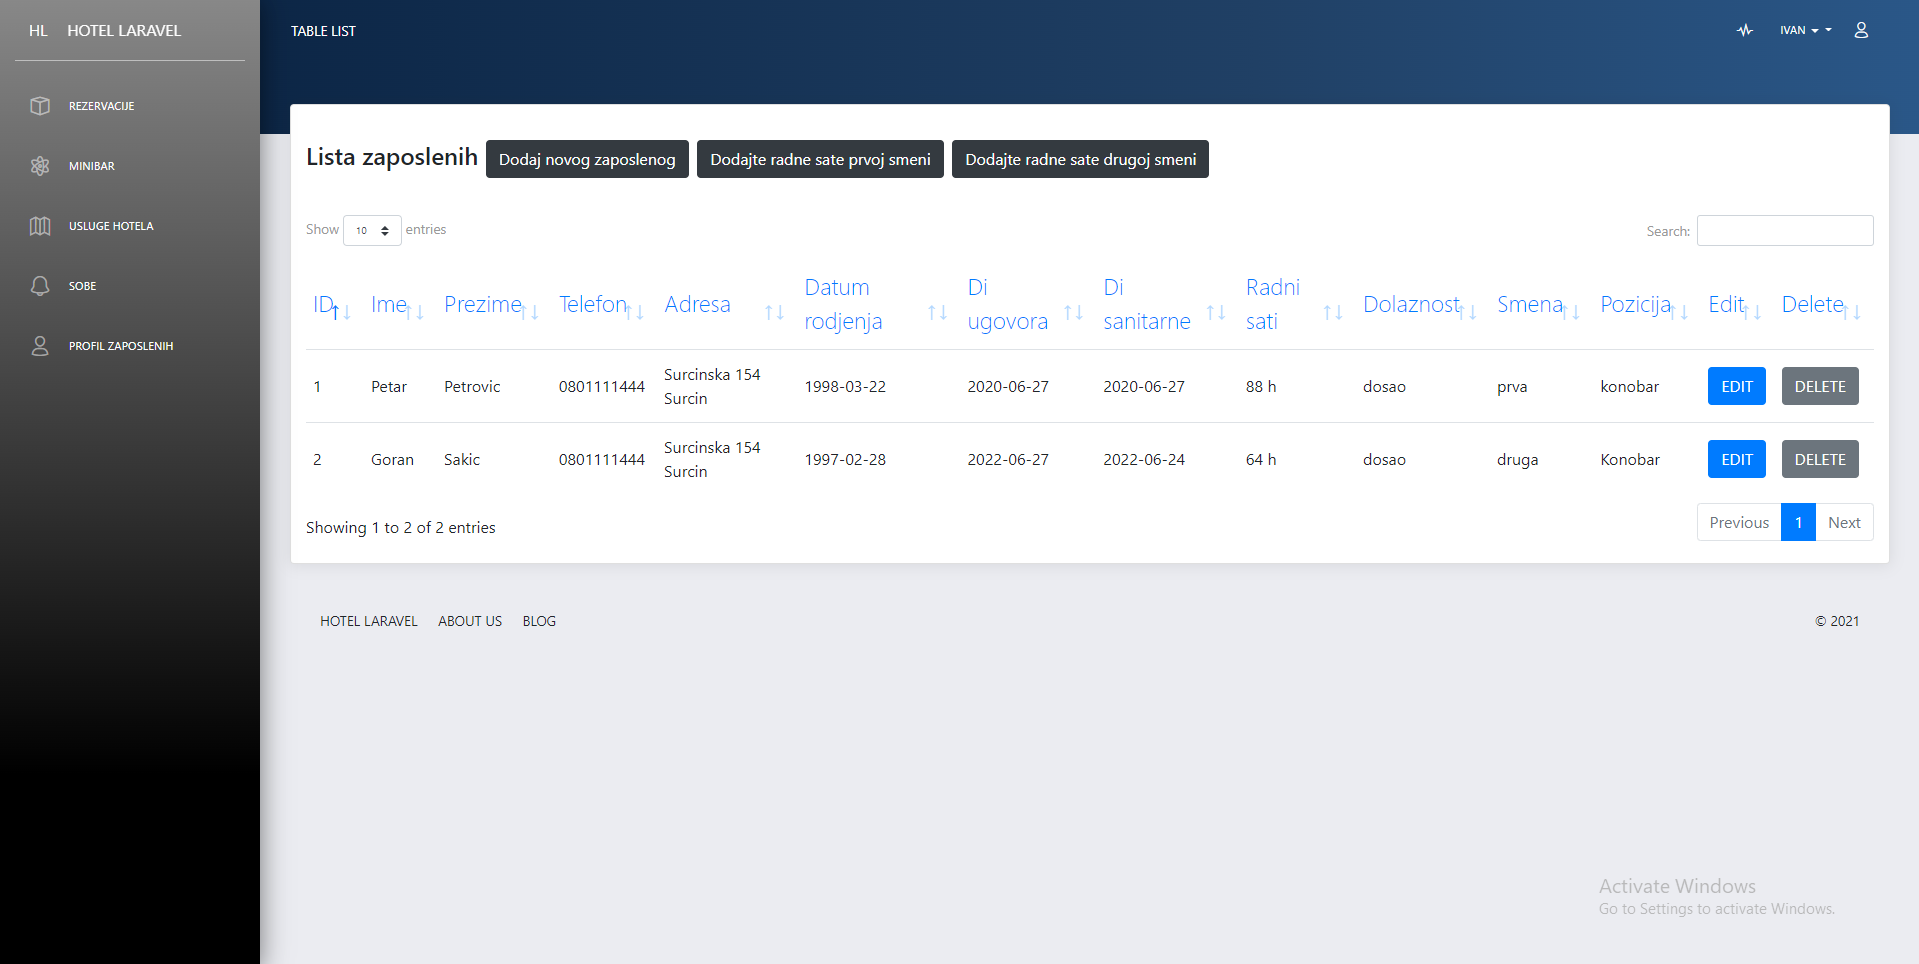 HL HOTEL LARAVEL
REZERVACIJE
MINIBAR
USLUGE HOTELA
SOBE
PROFIL ZAPOSLENIH
TABLE LIST
IVAN
Lista zaposlenih Dodaj novog zaposlenog Dodajte radne sate prvoj smeni Dodajte radne sate drugoj smeni
Show 10 entries Search:
ID Ime Prezime Telefon Adresa Datum rodjenja Di ugovora Di sanitarne Radni sati Dolaznost Smena Pozicija Edit Delete
1 Petar Petrovic 0801111444 Surcinska 154 Surcin 1998-03-22 2020-06-27 2020-06-27 88 h dosao prva konobar EDIT DELETE
2 Goran Sakic 0801111444 Surcinska 154 Surcin 1997-02-28 2022-06-27 2022-06-24 64 h dosao druga Konobar EDIT DELETE
Showing 1 to 2 of 2 entries Previous 1 Next
HOTEL LARAVEL ABOUT US BLOG © 2021
Activate Windows
Go to Settings to activate Windows.